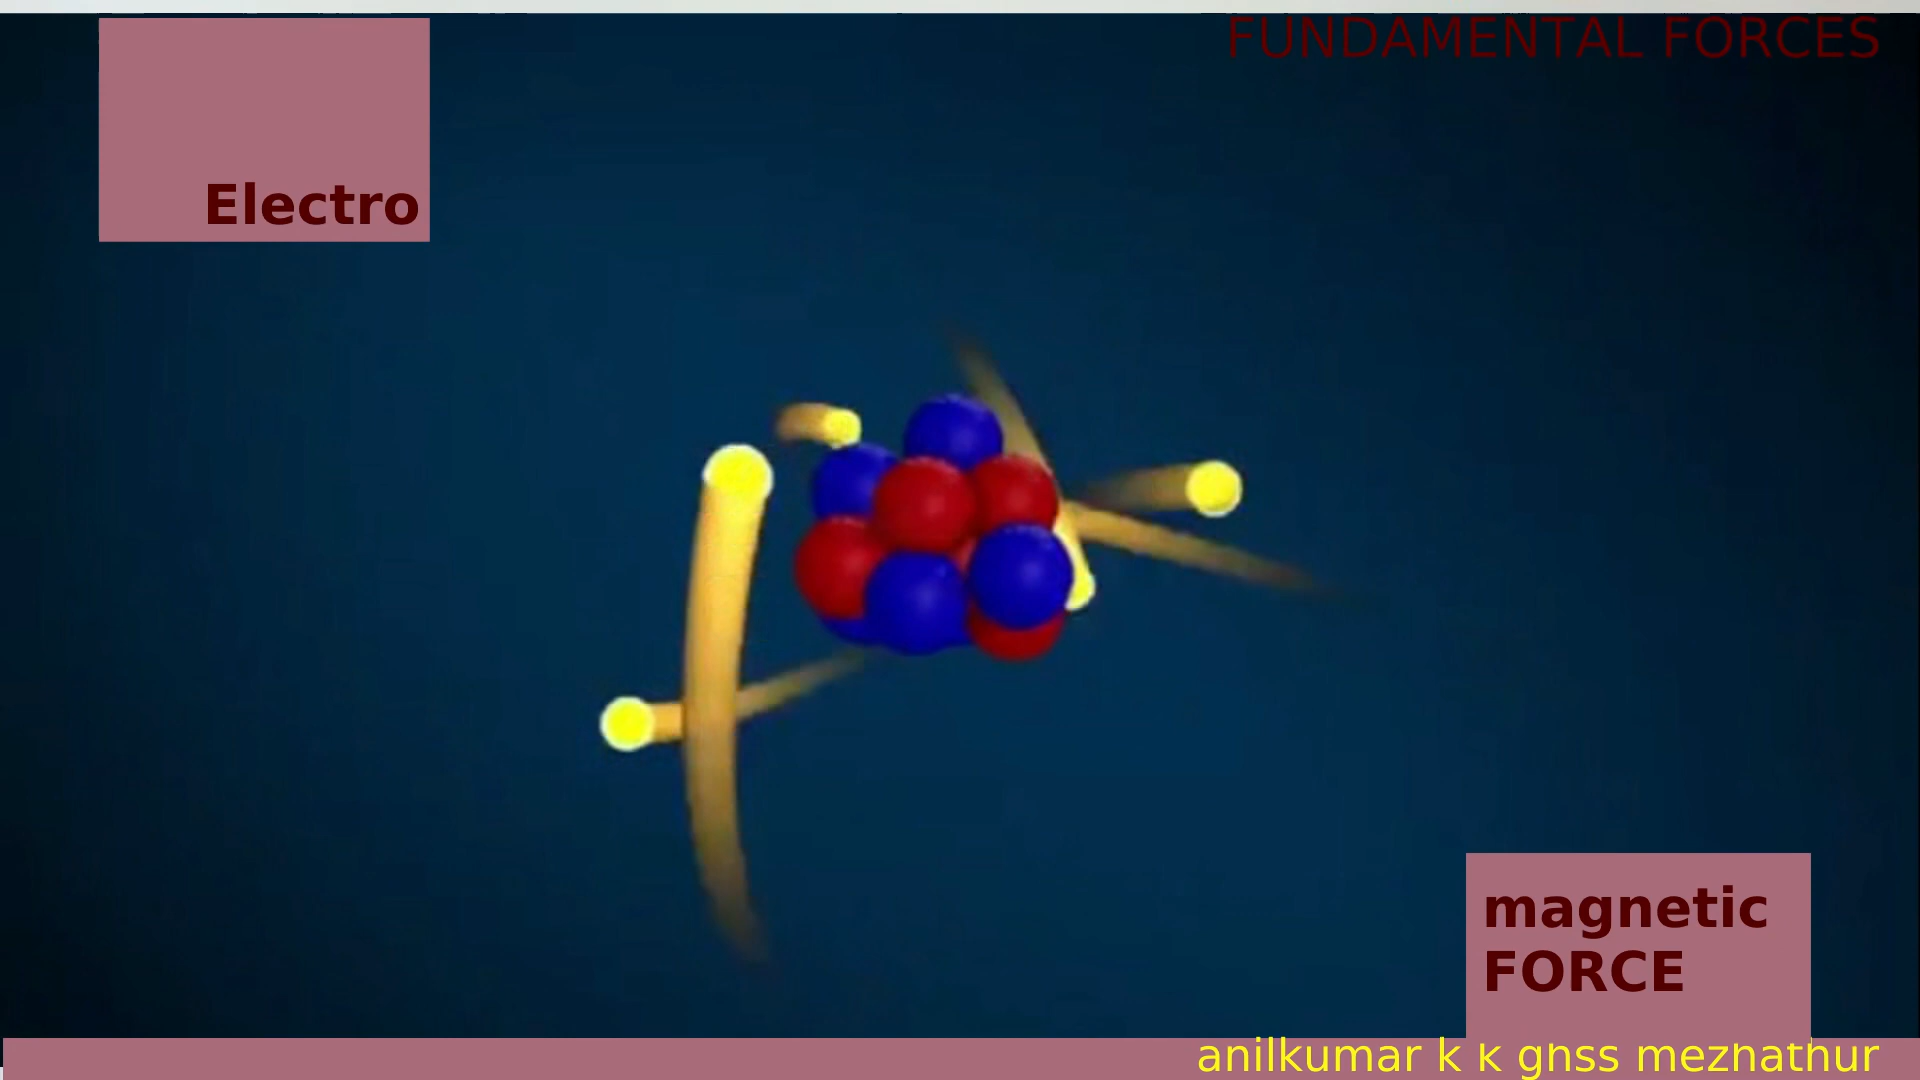 FUNDAMENTAL FORCES
Electro
magnetic
FORCE
anilkumar k k ghss mezhathur